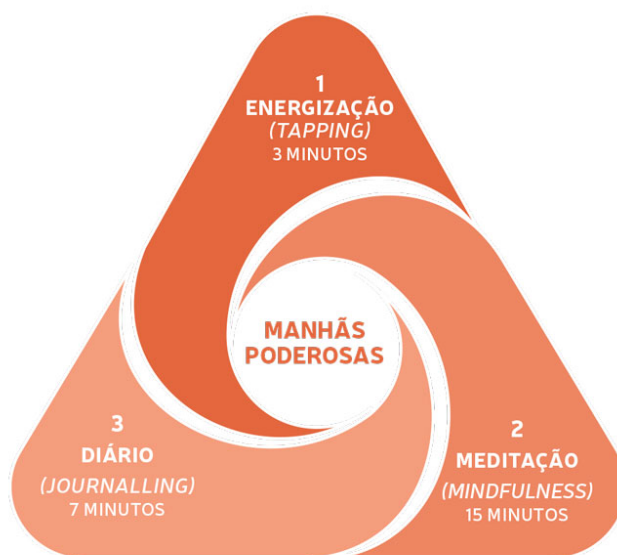 1
ENERGIZAÇÃO
(TAPPING)
3 MINUTOS
MANHÃS
PODEROSAS
2
MEDITAÇÃO
(MINDFULNESS)
15 MINUTOS
3
DIÁRIO
(JOURNALLING)
7 MINUTOS